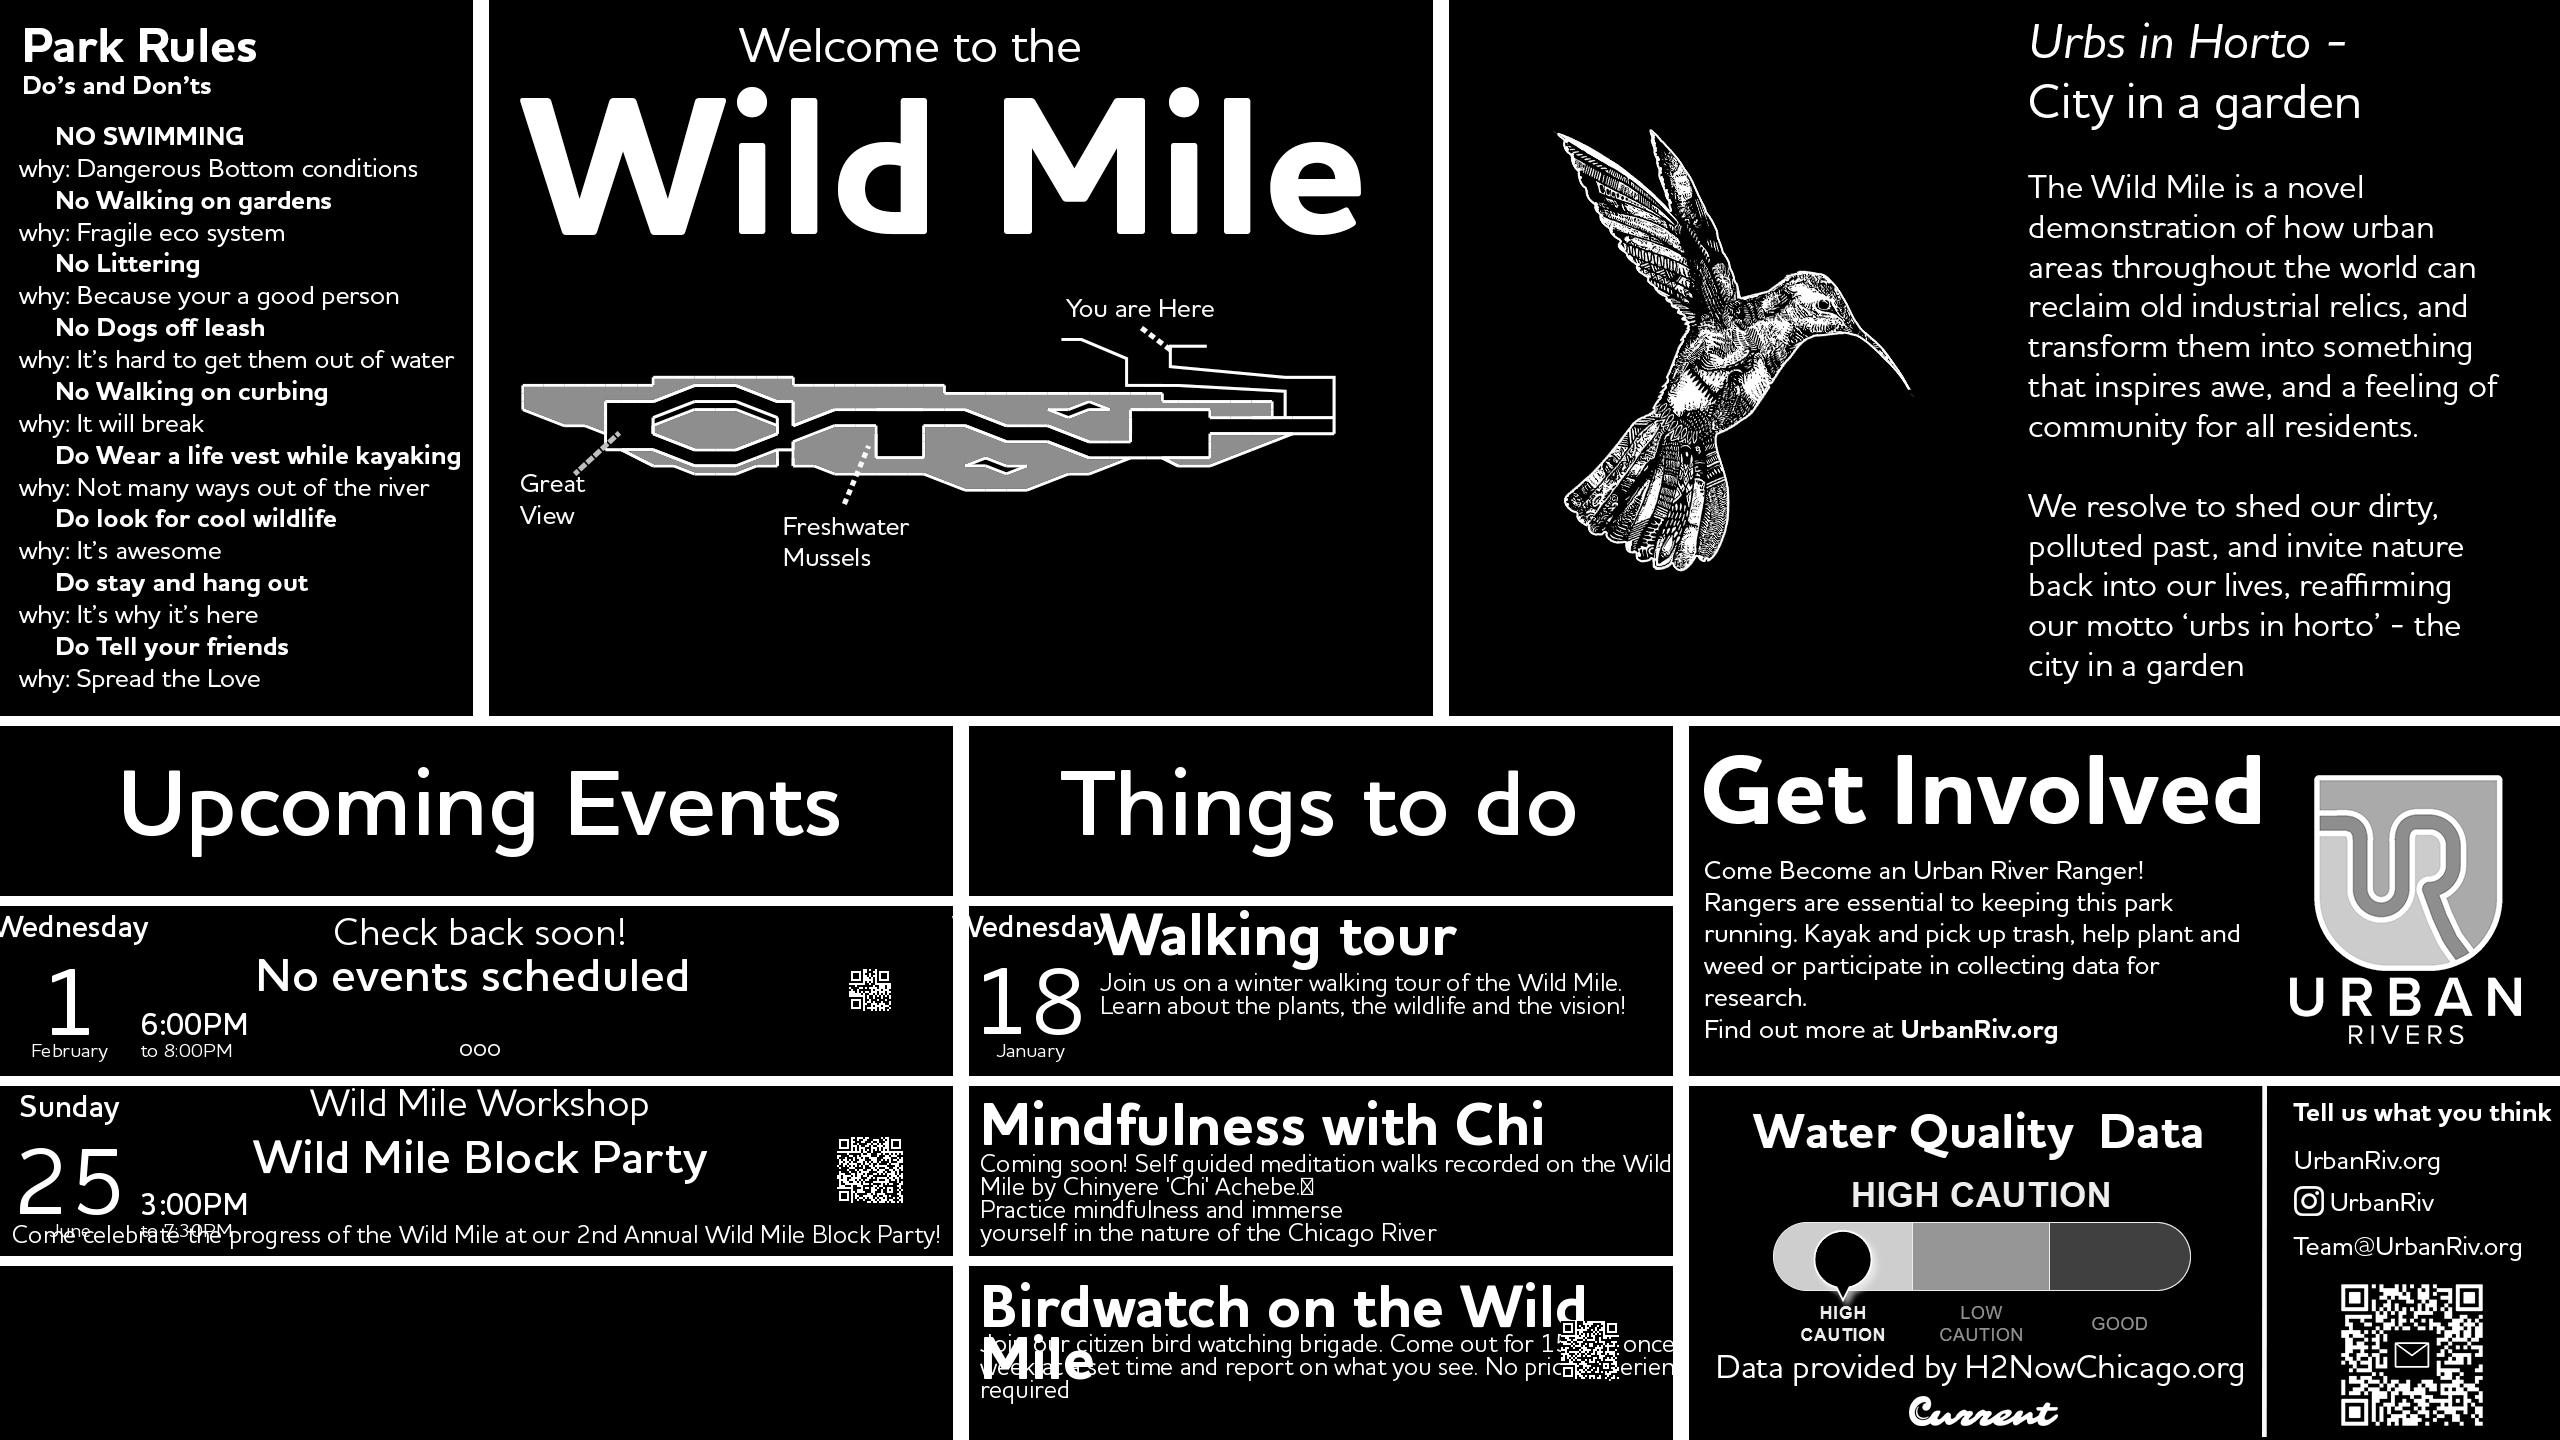 Park Rules
Do's and Don'ts
NO SWIMMING
why: Dangerous Bottom conditions
No Walking on gardens
why: Fragile eco system
No Littering
why: Because your a good person
No Dogs off leash
why: It's hard to get them out of water
No Walking on curbing
why: It will break
Do Wear a life vest while kayaking
why: Not many ways out of the river
Do look for cool wildlife
why: It's awesome
Do stay and hang out
why: It's why it's here
Do Tell your friends
why: Spread the Love
Welcome to the
Wild Mile
You are Here
Great
View
Freshwater
Mussels
Urbs in Horto -
City in a garden
The Wild Mile is a novel
demonstration of how urban
areas throughout the world can
reclaim old industrial relics, and
transform them into something
that inspires awe, and a feeling of
community for all residents.
We resolve to shed our dirty,
polluted past, and invite nature
back into our lives, reaffirming
our motto ‘urbs in horto’ - the
city in a garden
Upcoming Events
Wednesday
1
February
6:00PM
to 8:00PM
Check back soon!
No events scheduled
ooo
Sunday
25
June
3:00PM
to 7:30PM
Wild Mile Workshop
Wild Mile Block Party
Come celebrate the progress of the Wild Mile at our 2nd Annual Wild Mile Block Party!
Things to do
Wednesday
18
January
Walking tour
Join us on a winter walking tour of the Wild Mile.
Learn about the plants, the wildlife and the vision!
Mindfulness with Chi
Coming soon! Self guided meditation walks recorded on the Wild
Mile by Chinyere 'Chi' Achebe.
Practice mindfulness and immerse
yourself in the nature of the Chicago River
Birdwatch on the Wild
Mile
Join our citizen bird watching brigade. Come out for once
week at a set time and report on what you see. No
required
Get Involved
Come Become an Urban River Ranger!
Rangers are essential to keeping this park
running. Kayak and pick up trash, help plant and
weed or participate in collecting data for
research.
Find out more at UrbanRiv.org
UR
URBAN
RIVERS
Water Quality Data
HIGH CAUTION
HIGH
CAUTION
LOW
CAUTION
GOOD
Data provided by H2NowChicago.org
Current
Tell us what you think
UrbanRiv.org
UrbanRiv
Team@UrbanRiv.org